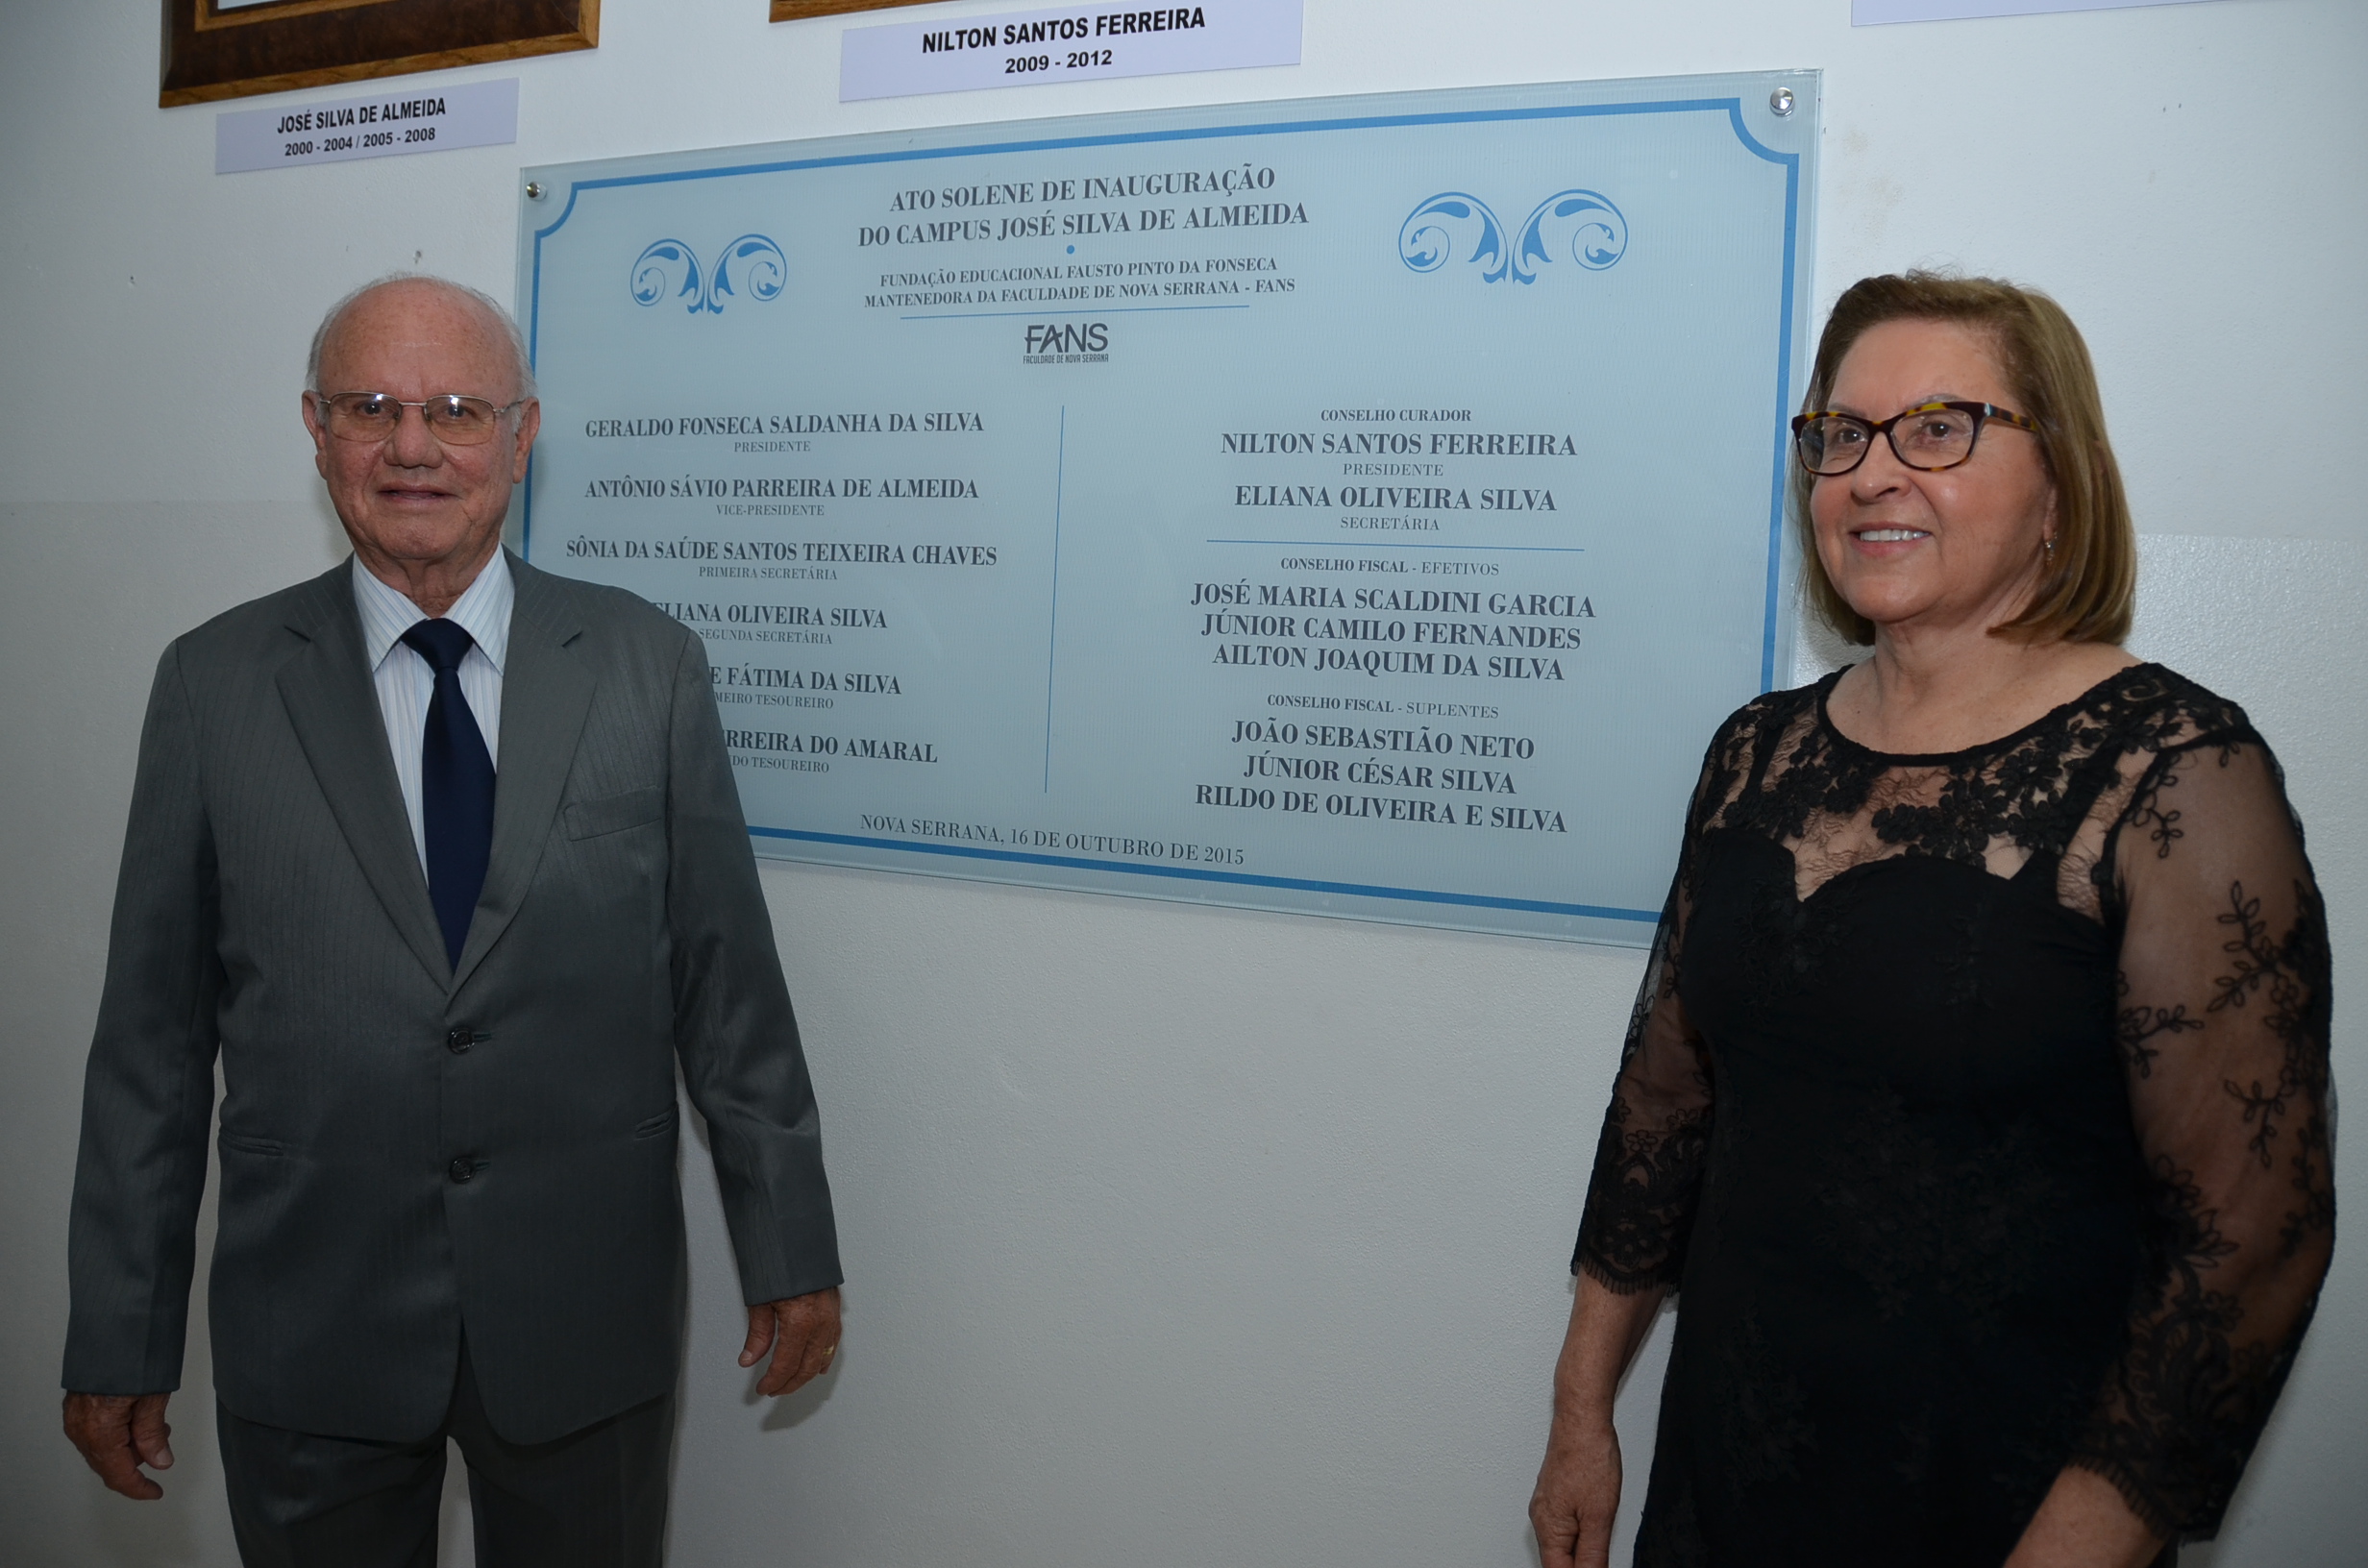 JOSÉ SILVA DE ALMEIDA
2000 - 2004 / 2005 - 2008
NILTON SANTOS FERREIRA
2009 - 2012
ATO SOLENE DE INAUGURAÇÃO
DO CAMPUS JOSÉ SILVA DE ALMEIDA
FUNDAÇÃO EDUCACIONAL FAUSTO PINTO DA FONSECA
MANTENEDORA DA FACULDADE DE NOVA SERRANA - FANS
FANS
FACULDADE DE NOVA SERRANA
GERALDO FONSECA SALDANHA DA SILVA
PRESIDENTE
ANTÔNIO SÁVIO PARREIRA DE ALMEIDA
VICE-PRESIDENTE
SÔNIA DA SAÚDE SANTOS TEIXEIRA CHAVES
PRIMEIRA SECRETÁRIA
OLIVEIRA SILVA
SEGUNDA SECRETÁRIA
FÁTIMA DA SILVA
TESOUREIRO
DO AMARAL
TESOUREIRO
CONSELHO CURADOR
NILTON SANTOS FERREIRA
PRESIDENTE
ELIANA OLIVEIRA SILVA
SECRETÁRIA
CONSELHO FISCAL - EFETIVOS
JOSÉ MARIA SCALDINI GARCIA
JÚNIOR CAMILO FERNANDES
AILTON JOAQUIM DA SILVA
CONSELHO FISCAL - SUPLENTES
JOÃO SEBASTIÃO NETO
JÚNIOR CÉSAR SILVA
RILDO DE OLIVEIRA E SILVA
NOVA SERRANA, 16 DE OUTUBRO DE 2015